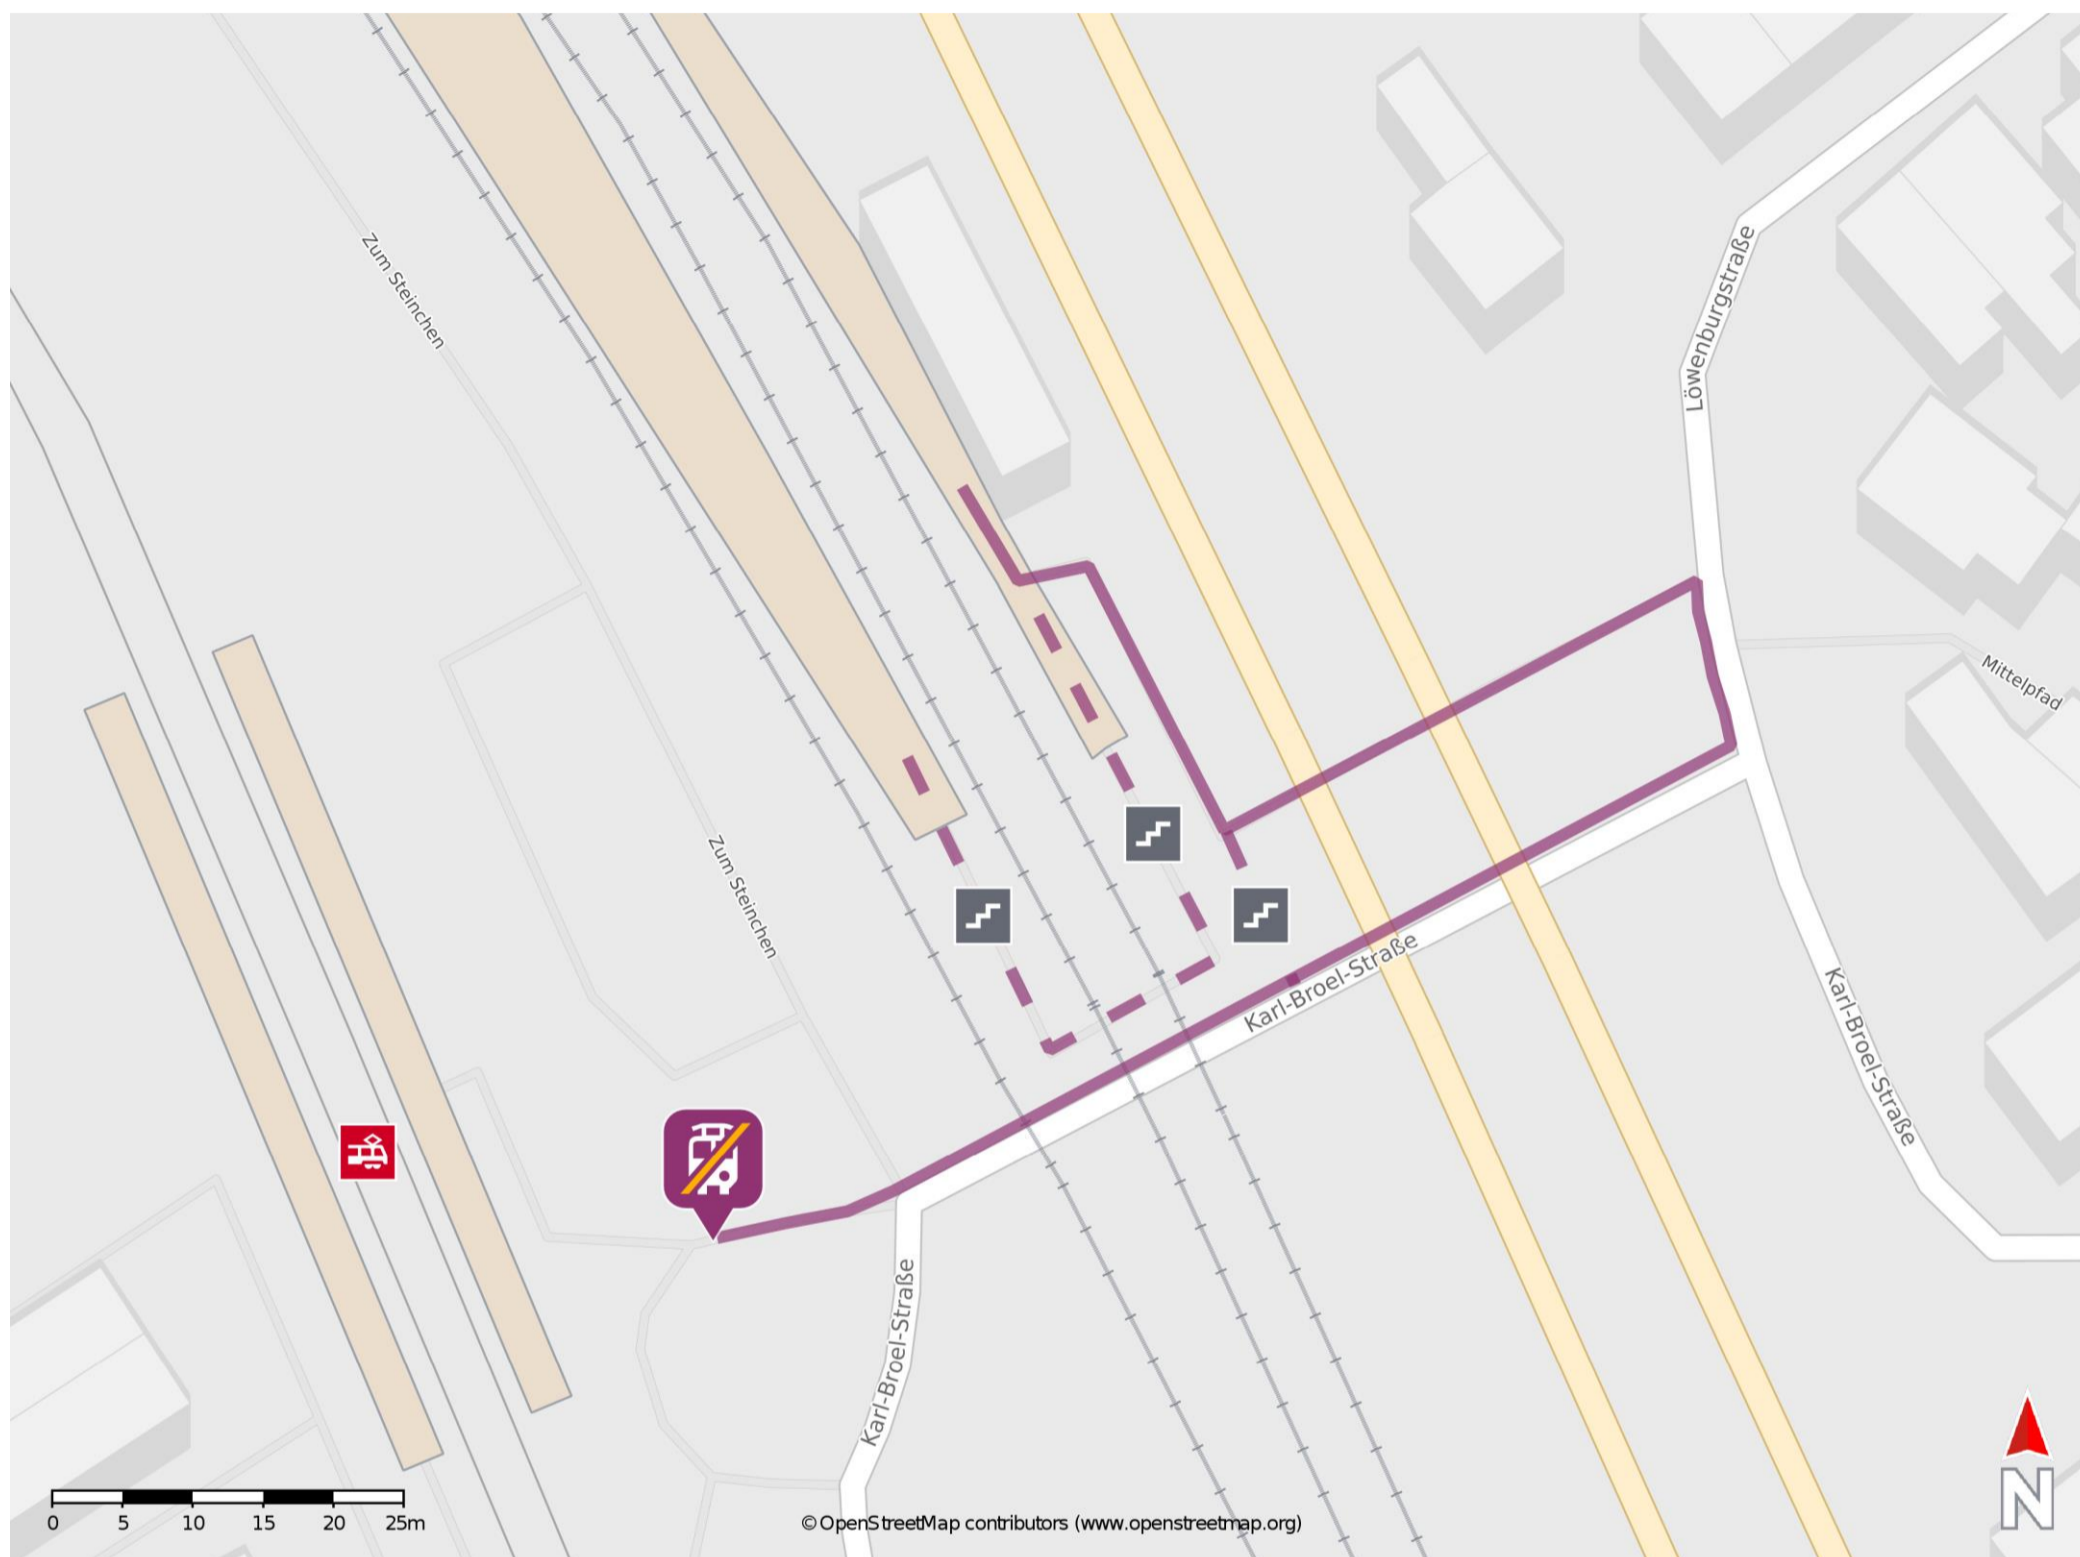 Zum Steinchen
Löwenburgstraße
Mittelpfad
Zum Steinchen
Karl-Broel-Straße
Karl-Broel-Straße
Karl-Broel-Straße
0 5 10 15 20 25m
© OpenStreetMap contributors (www.openstreetmap.org)
N